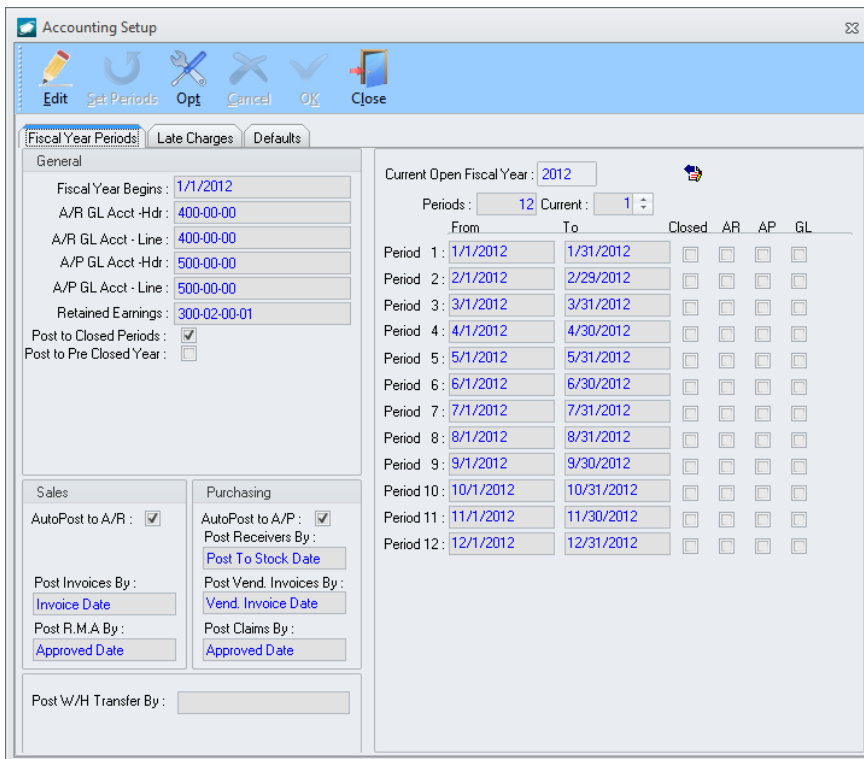 Accounting Setup
Edit Set Periods Opt Cancel OK Close
Fiscal Year Periods Late Charges Defaults
General
Fiscal Year Begins : 1/1/2012
A/R GL Acct -Hdr : 400-00-00
A/R GL Acct - Line : 400-00-00
A/P GL Acct -Hdr : 500-00-00
A/P GL Acct - Line : 500-00-00
Retained Earnings : 300-02-00-01
Post to Closed Periods :
Post to Pre Closed Year :
Sales
AutoPost to A/R :
Post Invoices By :
Invoice Date
Post R.M.A By :
Approved Date
Purchasing
AutoPost to A/P :
Post Receivers By :
Post To Stock Date
Post Vend. Invoices By :
Vend. Invoice Date
Post Claims By :
Approved Date
Post W/H Transfer By :
Current Open Fiscal Year : 2012
Periods : 12 Current : 1
From To Closed AR AP GL
Period 1 : 1/1/2012 1/31/2012
Period 2 : 2/1/2012 2/29/2012
Period 3 : 3/1/2012 3/31/2012
Period 4 : 4/1/2012 4/30/2012
Period 5 : 5/1/2012 5/31/2012
Period 6 : 6/1/2012 6/30/2012
Period 7 : 7/1/2012 7/31/2012
Period 8 : 8/1/2012 8/31/2012
Period 9 : 9/1/2012 9/30/2012
Period 10 : 10/1/2012 10/31/2012
Period 11 : 11/1/2012 11/30/2012
Period 12 : 12/1/2012 12/31/2012